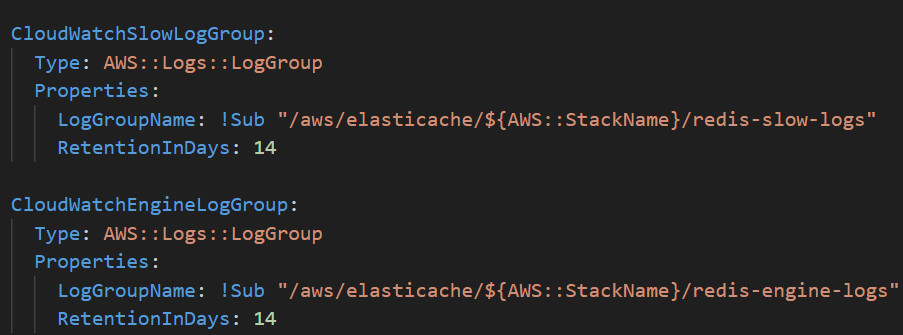 CloudWatchSlowLogGroup:
Type: AWS::Logs::LogGroup
Properties:
LogGroupName: !Sub "/aws/elasticache/${AWS::StackName}/redis-slow-logs"
RetentionInDays: 14
CloudWatchEngineLogGroup:
Type: AWS::Logs::LogGroup
Properties:
LogGroupName: !Sub "/aws/elasticache/${AWS::StackName}/redis-engine-logs"
RetentionInDays: 14